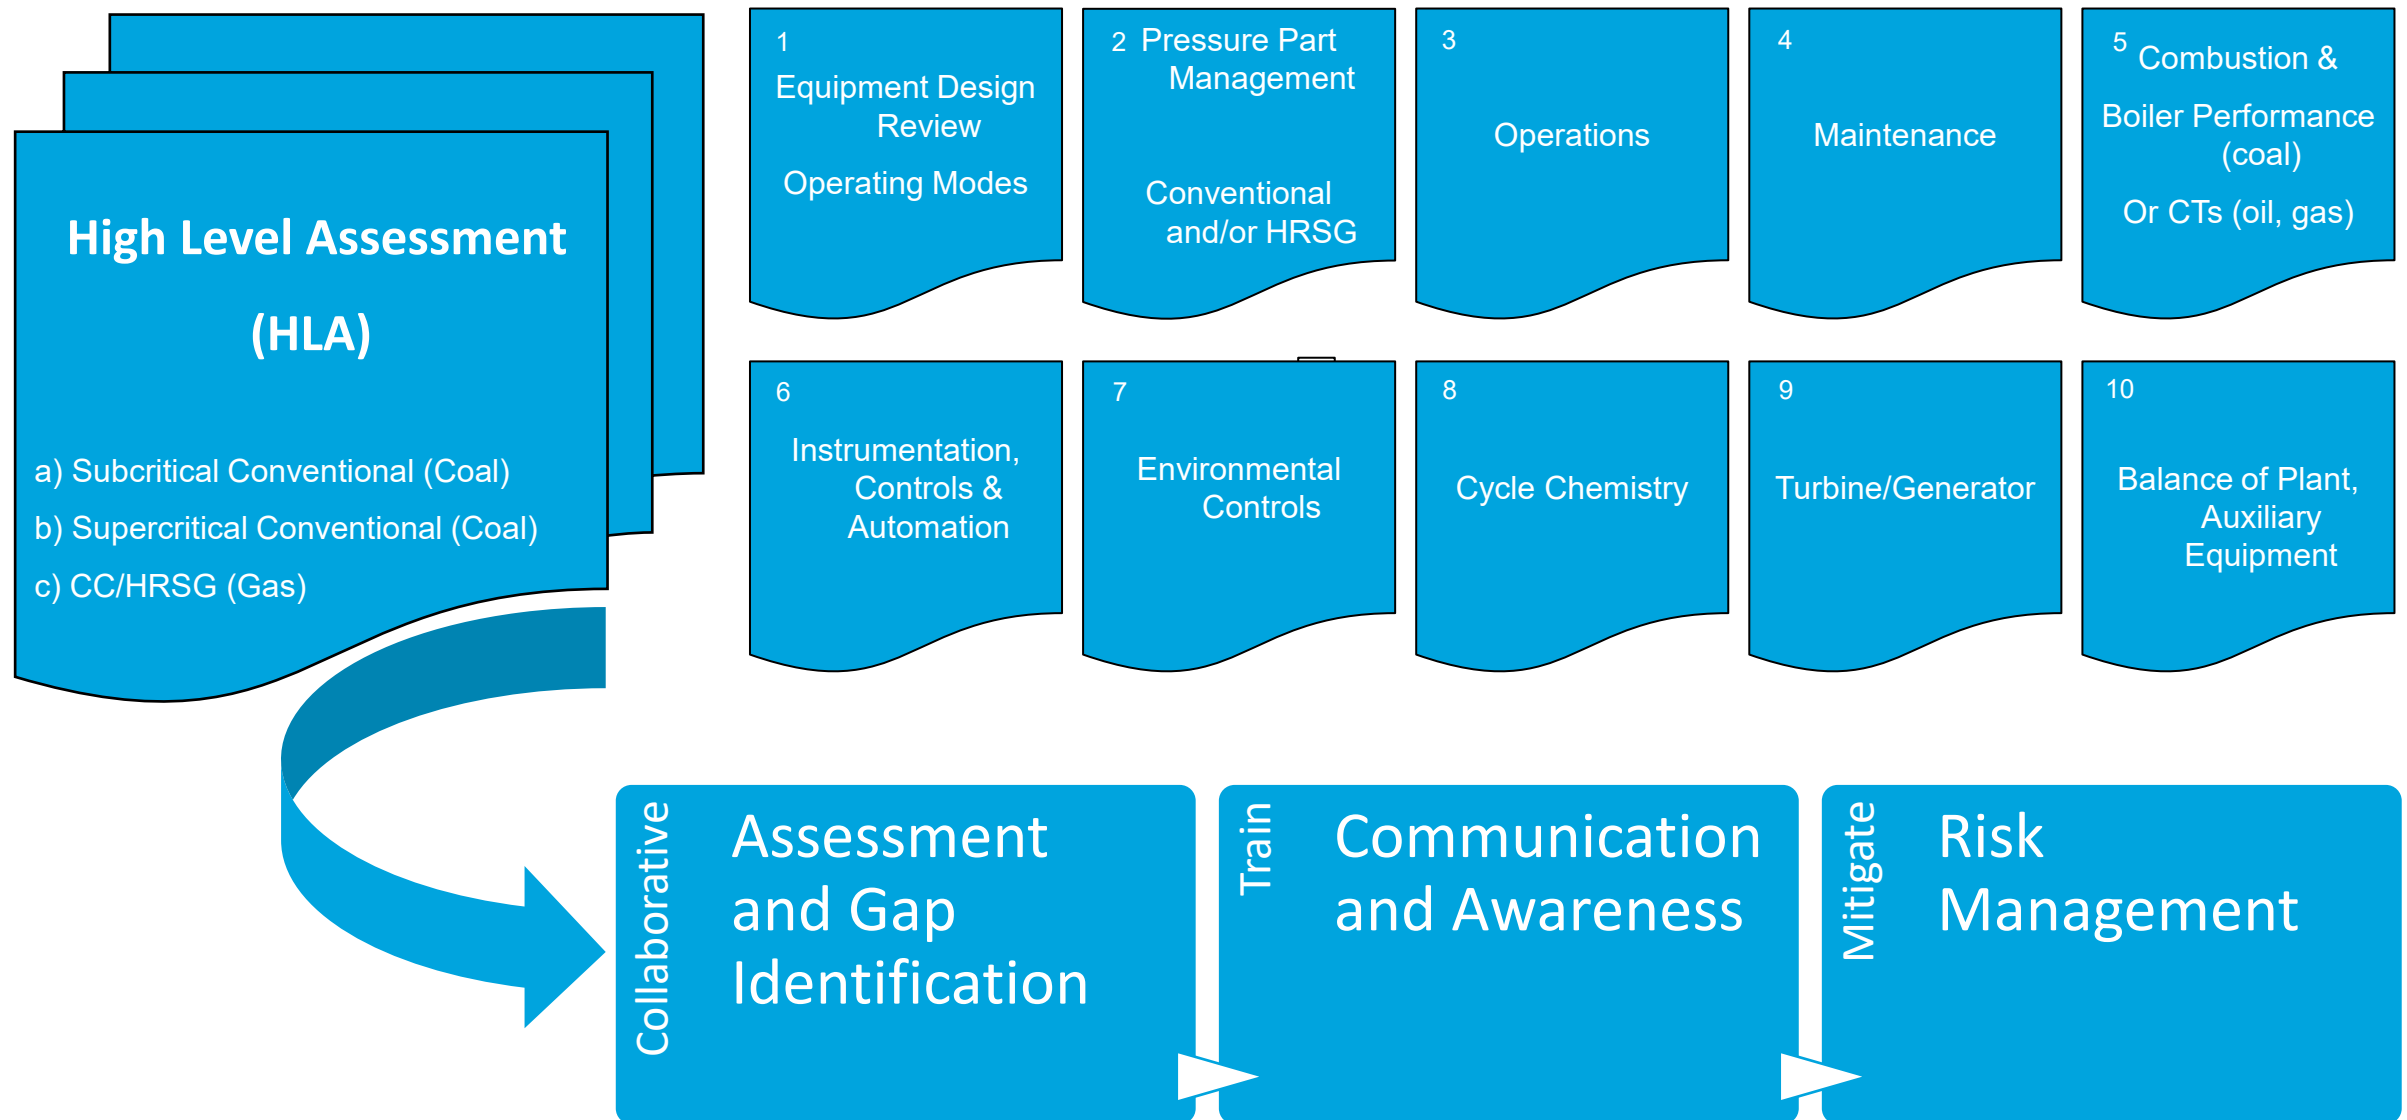 High Level Assessment
(HLA)
a) Subcritical Conventional (Coal)
b) Supercritical Conventional (Coal)
c) CC/HRSG (Gas)
1
Equipment Design
Review
Operating Modes
2 Pressure Part
Management
Conventional
and/or HRSG
3
Operations
4
Maintenance
5 Combustion &
Boiler Performance
(coal)
Or CTs (oil, gas)
6
Instrumentation,
Controls &
Automation
7
Environmental
Controls
8
Cycle Chemistry
9
Turbine/Generator
10
Balance of Plant,
Auxiliary
Equipment
Collaborative
Assessment
and Gap
Identification
Train
Communication
and Awareness
Mitigate
Risk
Management